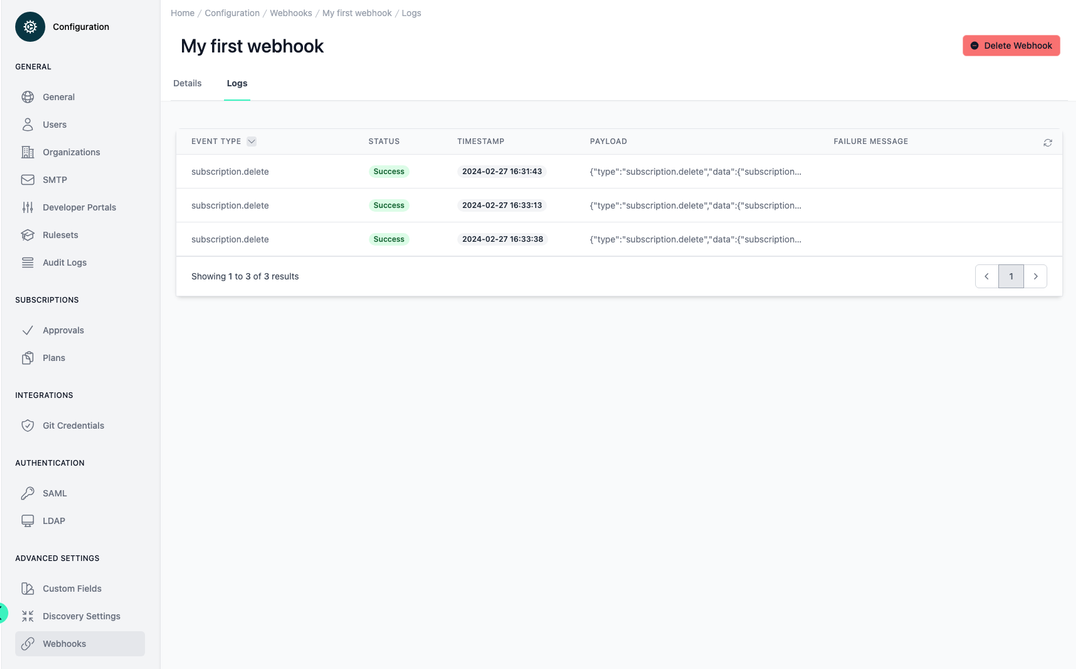 Configuration
GENERAL
General
Users
Organizations
SMTP
Developer Portals
Rulesets
Audit Logs
SUBSCRIPTIONS
Approvals
Plans
INTEGRATIONS
Git Credentials
AUTHENTICATION
SAML
LDAP
ADVANCED SETTINGS
Custom Fields
Discovery Settings
Webhooks
Home / Configuration / Webhooks / My first webhook / Logs
My first webhook
Delete Webhook
Details Logs
EVENT TYPE STATUS TIMESTAMP PAYLOAD FAILURE MESSAGE
subscription.delete Success 2024-02-27 16:31:43 {"type":"subscription.delete","data":{"subscription...
subscription.delete Success 2024-02-27 16:33:13 {"type":"subscription.delete","data":{"subscription...
subscription.delete Success 2024-02-27 16:33:38 {"type":"subscription.delete","data":{"subscription...
Showing 1 to 3 of 3 results 1